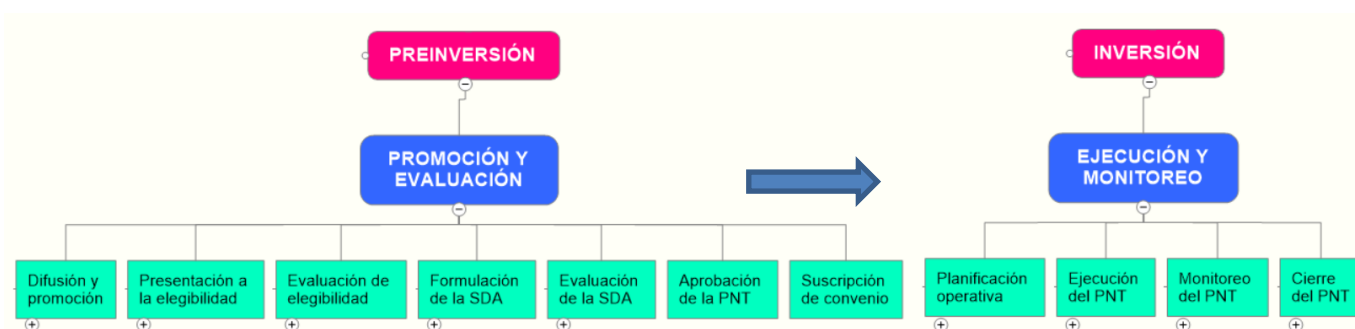 PREINVERSIÓN
INVERSIÓN
PROMOCIÓN Y
EVALUACIÓN
EJECUCIÓN Y
MONITOREO
Difusión y
promoción
Presentación a
la elegibilidad
Evaluación de
elegibilidad
Formulación
de la SDA
Evaluación
de la SDA
Aprobación
de la PNT
Suscripción
de convenio
Planificación
operativa
Ejecución
del PNT
Monitoreo
del PNT
Cierre
del PNT